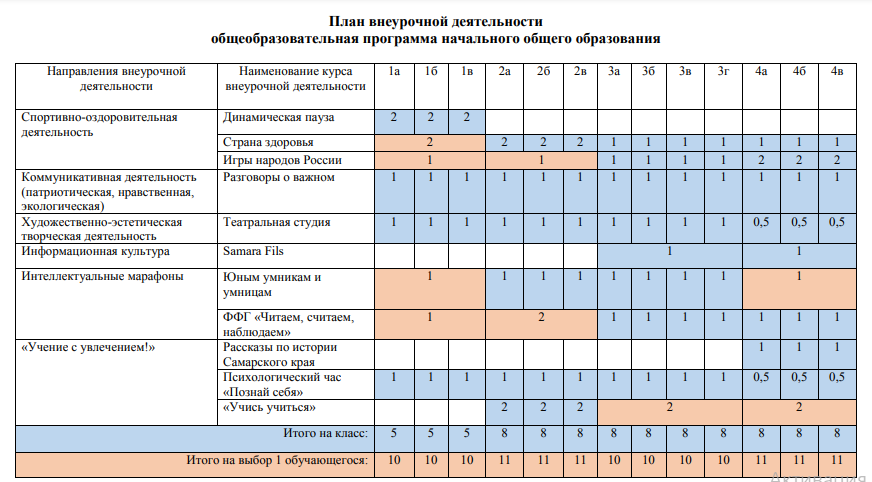 План внеурочной деятельности
общеобразовательная программа начального общего образования
Направления внеурочной деятельности Наименование курса внеурочной деятельности 1а 1б 1в 2а 2б 2в 3а 3б 3в 3г 4а 4б 4в
Спортивно-оздоровительная деятельность Динамическая пауза 2 2 2
Страна здоровья 2 2 2 2 1 1 1 1 1 1 1
Игры народов России 1 1 1 1 1 1 2 2 2
Коммуникативная деятельность (патриотическая, нравственная, экологическая) Разговоры о важном 1 1 1 1 1 1 1 1 1 1 1 1 1
Художественно-эстетическая творческая деятельность Театральная студия 1 1 1 1 1 1 1 1 1 1 0,5 0,5 0,5
Информационная культура Samara Fils 1 1
Интеллектуальные марафоны Юным умникам и умницам 1 1 1 1 1 1 1 1 1
ФФГ «Читаем, считаем, наблюдаем» 1 2 1 1 1 1 1 1 1
«Учение с увлечением!» Рассказы по истории Самарского края 1 1 1
Психологический час «Познай себя» 1 1 1 1 1 1 1 1 1 1 0,5 0,5 0,5
«Учись учиться» 2 2 2 2 2
Итого на класс: 5 5 5 8 8 8 8 8 8 8 8 8 8
Итого на выбор 1 обучающегося: 10 10 10 11 11 11 10 10 10 10 11 11 11